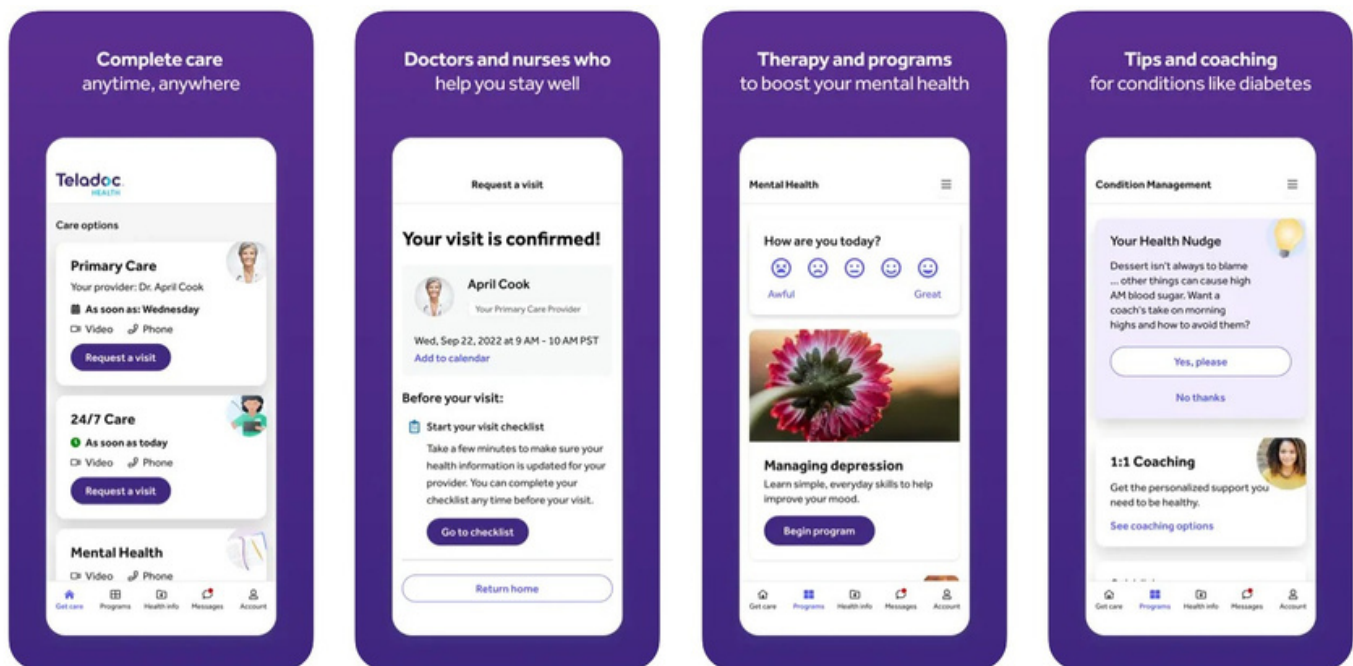 Complete care
anytime, anywhere
Teladoc
HEALTH
Care options
Primary Care
Your provider: Dr. April Cook
As soon as: Wednesday
Video Phone
Request a visit
24/7 Care
As soon as today
Video Phone
Request a visit
Mental Health
Video Phone
Get care Programs Health info Messages Account
Doctors and nurses who
help you stay well
Request a visit
Your visit is confirmed!
April Cook
Your Primary Care Provider
Wed, Sep 22, 2022 at 9 AM - 10 AM PST
Add to calendar
Before your visit:
Start your visit checklist
Take a few minutes to make sure your
health information is updated for your
provider. You can complete your
checklist any time before your visit.
Go to checklist
Return home
Therapy and programs
to boost your mental health
Mental Health
How are you today?
Awful Great
Managing depression
Learn simple, everyday skills to help
improve your mood.
Begin program
Get care Programs Health info Messages Account
Tips and coaching
for conditions like diabetes
Condition Management
Your Health Nudge
Dessert isn't always to blame
... other things can cause high
AM blood sugar. Want a
coach's take on morning
highs and how to avoid them?
Yes, please
No thanks
1:1 Coaching
Get the personalized support you
need to be healthy.
See coaching options
Get care Programs Health info Messages Account